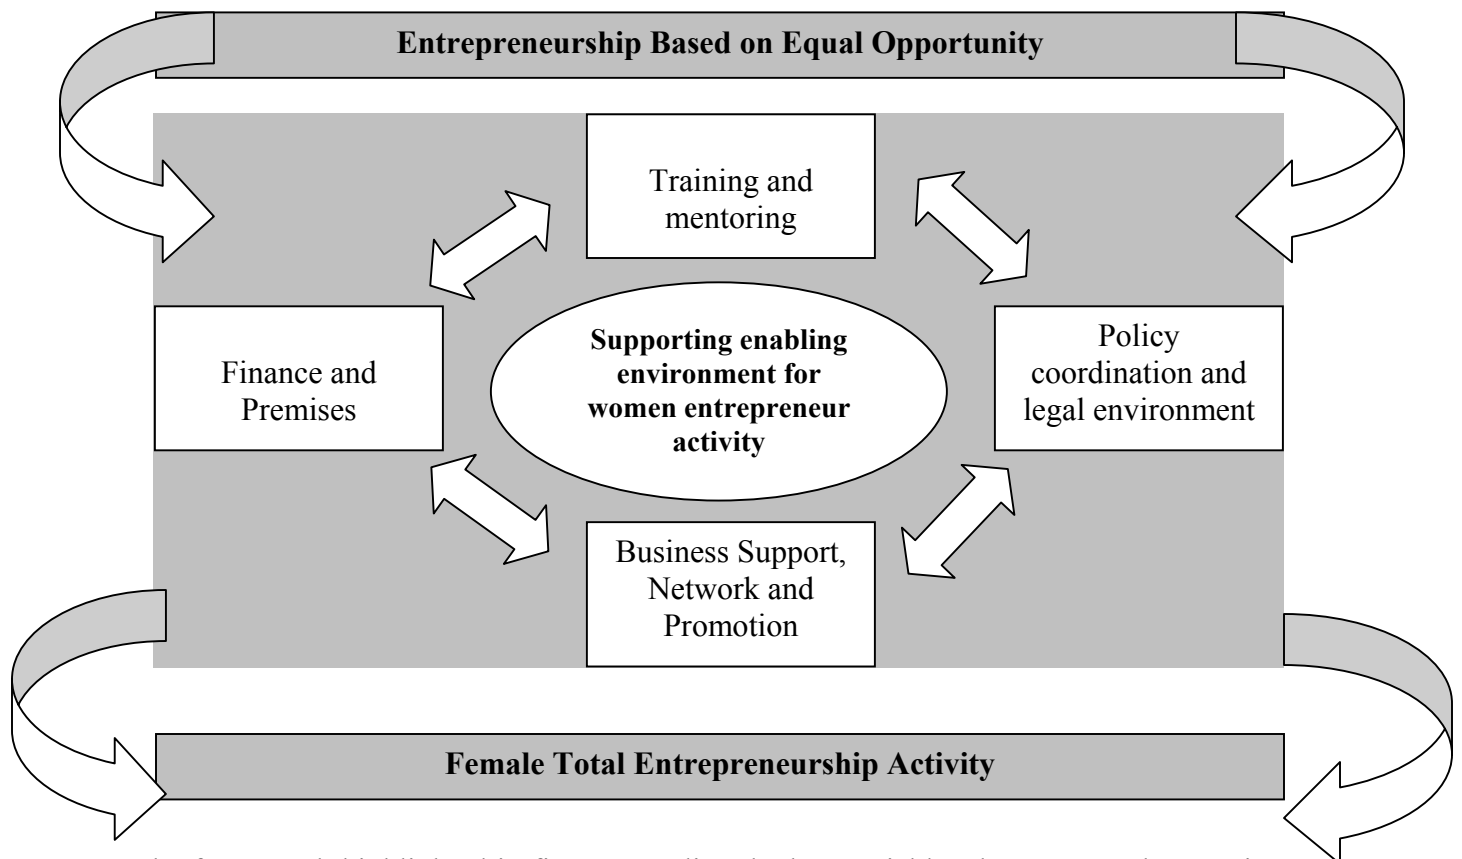 Entrepreneurship Based on Equal Opportunity
Training and
mentoring
Finance and
Premises
Supporting enabling
environment for
women entrepreneur
activity
Policy
coordination and
legal environment
Business Support,
Network and
Promotion
Female Total Entrepreneurship Activity